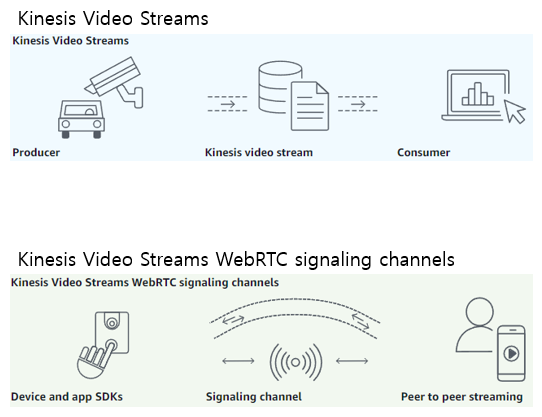 Kinesis Video Streams
Kinesis Video Streams
Producer Kinesis video stream Consumer
Kinesis Video Streams WebRTC signaling channels
Kinesis Video Streams WebRTC signaling channels
Device and app SDKs Signaling channel Peer to peer streaming